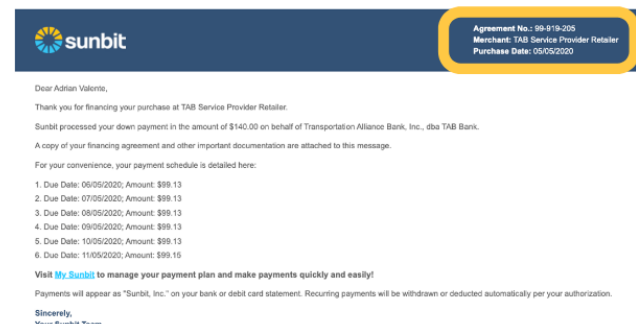 sunbit
Agreement No.: 99-919-205
Merchant: TAB Service Provider Retailer
Purchase Date: 05/05/2020
Dear Adrian Valente,
Thank you for financing your purchase at TAB Service Provider Retailer.
Sunbit processed your down payment in the amount of $140.00 on behalf of Transportation Alliance Bank, Inc., dba TAB Bank.
A copy of your financing agreement and other important documentation are attached to this message.
For your convenience, your payment schedule is detailed here:
1. Due Date: 06/05/2020; Amount: $99.13
2. Due Date: 07/05/2020; Amount: $99.13
3. Due Date: 08/05/2020; Amount: $99.13
4. Due Date: 09/05/2020; Amount: $99.13
5. Due Date: 10/05/2020; Amount: $99.13
6. Due Date: 11/05/2020; Amount: $99.15
Visit My Sunbit to manage your payment plan and make payments quickly and easily!
Payments will appear as "Sunbit, Inc." on your bank or debit card statement. Recurring payments will be withdrawn or deducted automatically per your authorization.
Sincerely,
Your Sunbit Team